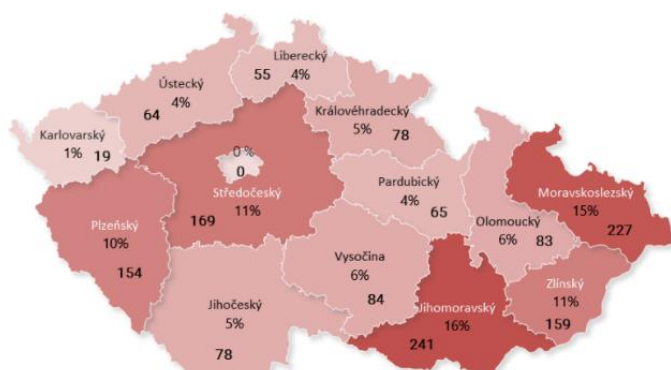 Liberecký
55 4%
Ústecký
4%
64
Karlovarský
1% 19
Královéhradecký
5% 78
0 %
0
Středočeský
169 11%
Pardubický
4% 65
Moravskoslezský
15%
227
Olomoucký
6% 83
Plzeňský
10%
154
Vysočina
6%
84
Zlínský
11%
159
Jihočeský
5%
78
Jihomoravský
16%
241